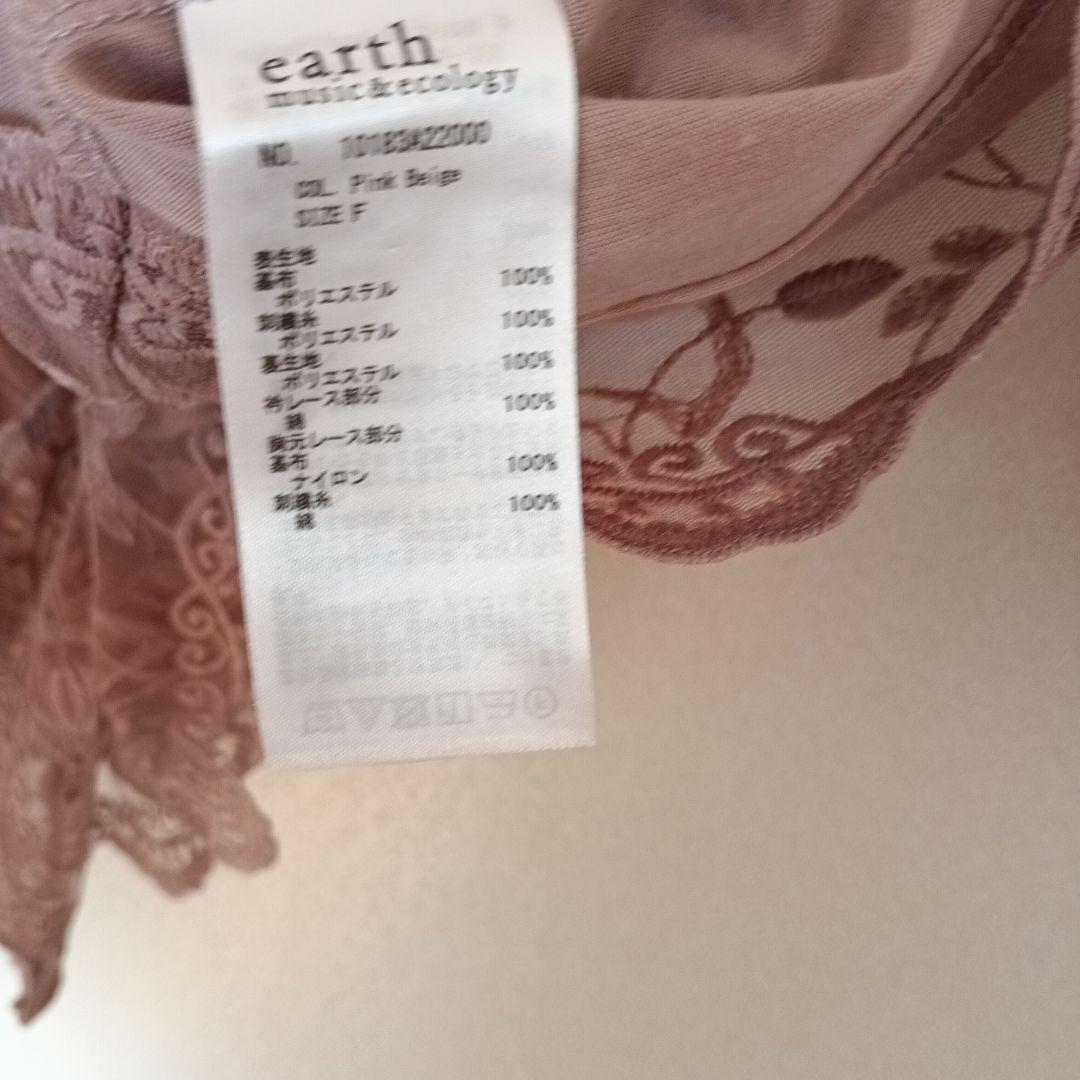 earth
music&ecology
NO. 10183A22000
COL. Pink Beige
SIZE F
表生地
基布
ポリエステル 100%
刺繍糸
ポリエステル 100%
裏生地
ポリエステル 100%
衿レース部分
綿 100%
胸元レース部分
基布
ナイロン 100%
刺繍糸
綿 100%